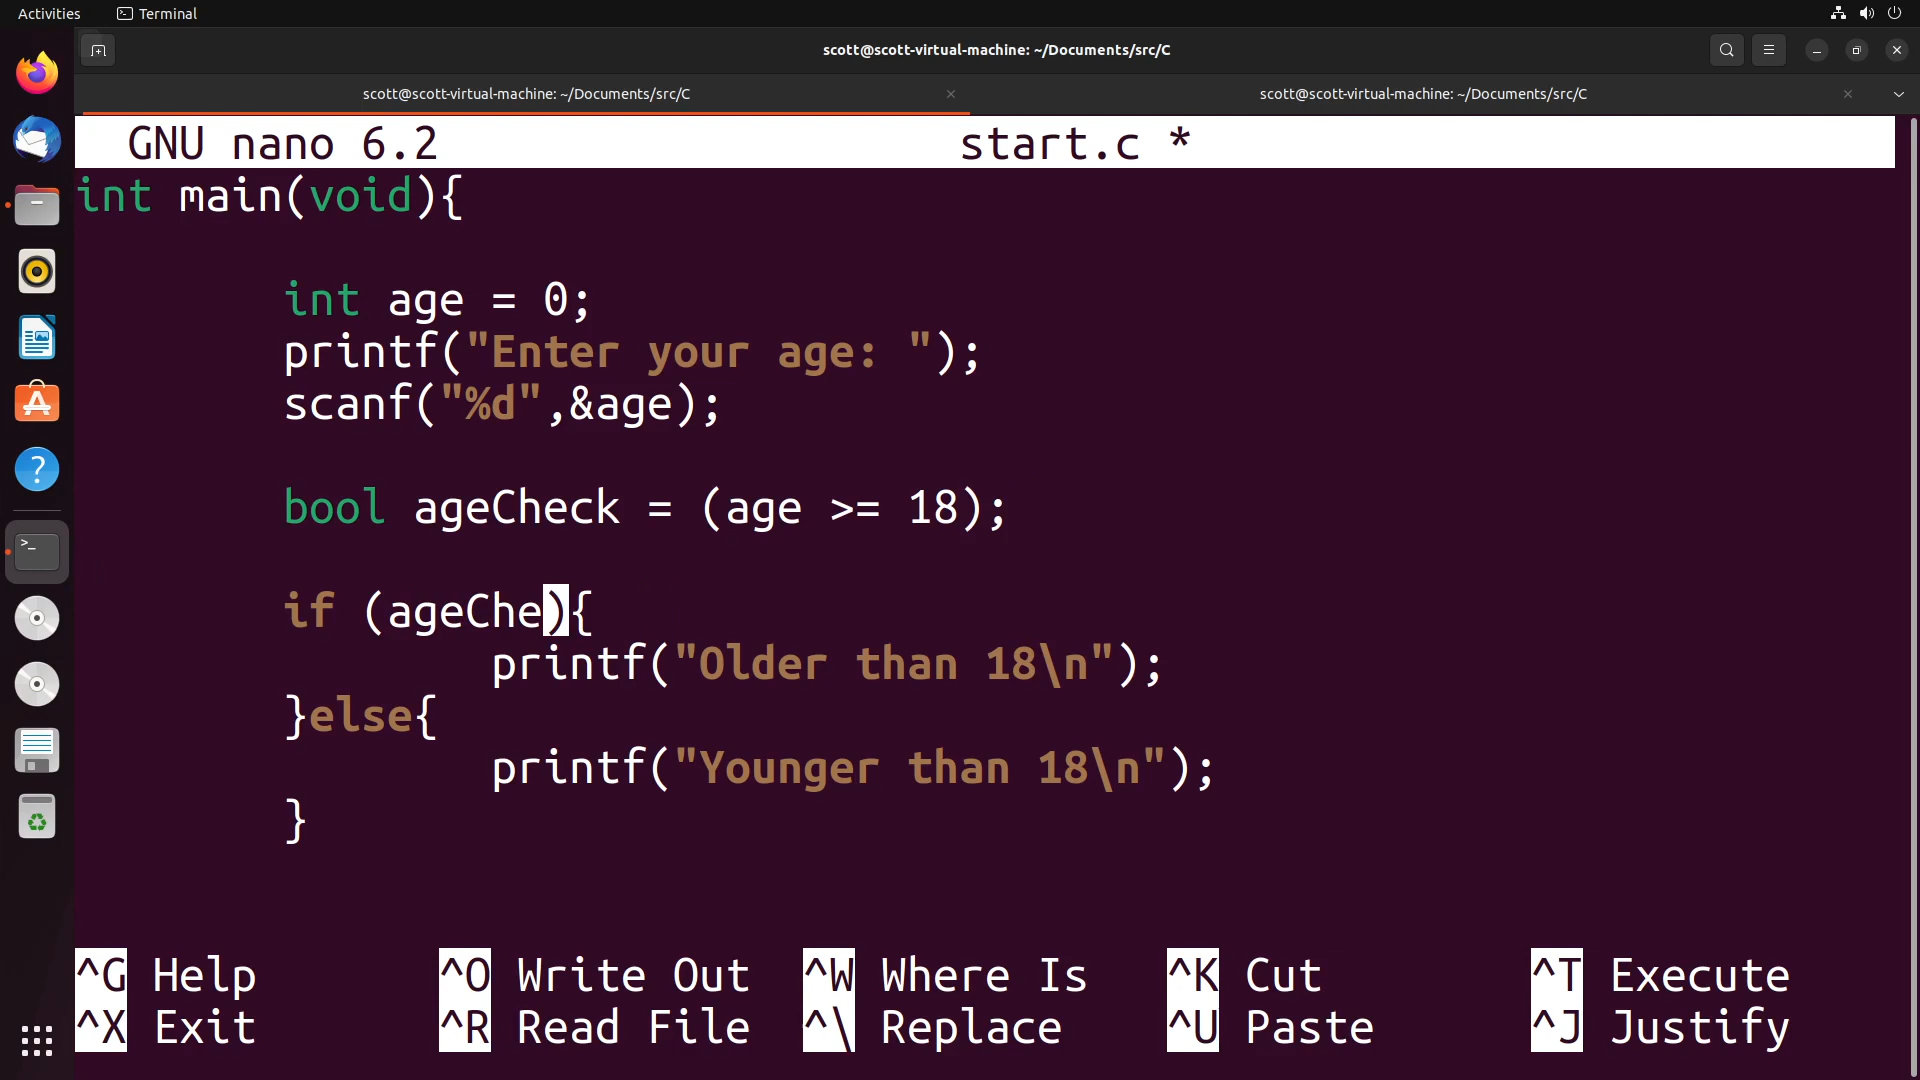 Activities
Terminal
scott@scott-virtual-machine: ~/Documents/src/C
scott@scott-virtual-machine: ~/Documents/src/C
scott@scott-virtual-machine: ~/Documents/src/C
GNU nano 6.2 start.c *
int main(void){
int age = 0;
printf("Enter your age: ");
scanf("%d",&age);
bool ageCheck = (age >= 18);
if (ageChe){
printf("Older than 18\n");
}else{
printf("Younger than 18\n");
}
^G Help ^O Write Out ^W Where Is ^K Cut ^T Execute
^X Exit ^R Read File ^\ Replace ^U Paste ^J Justify